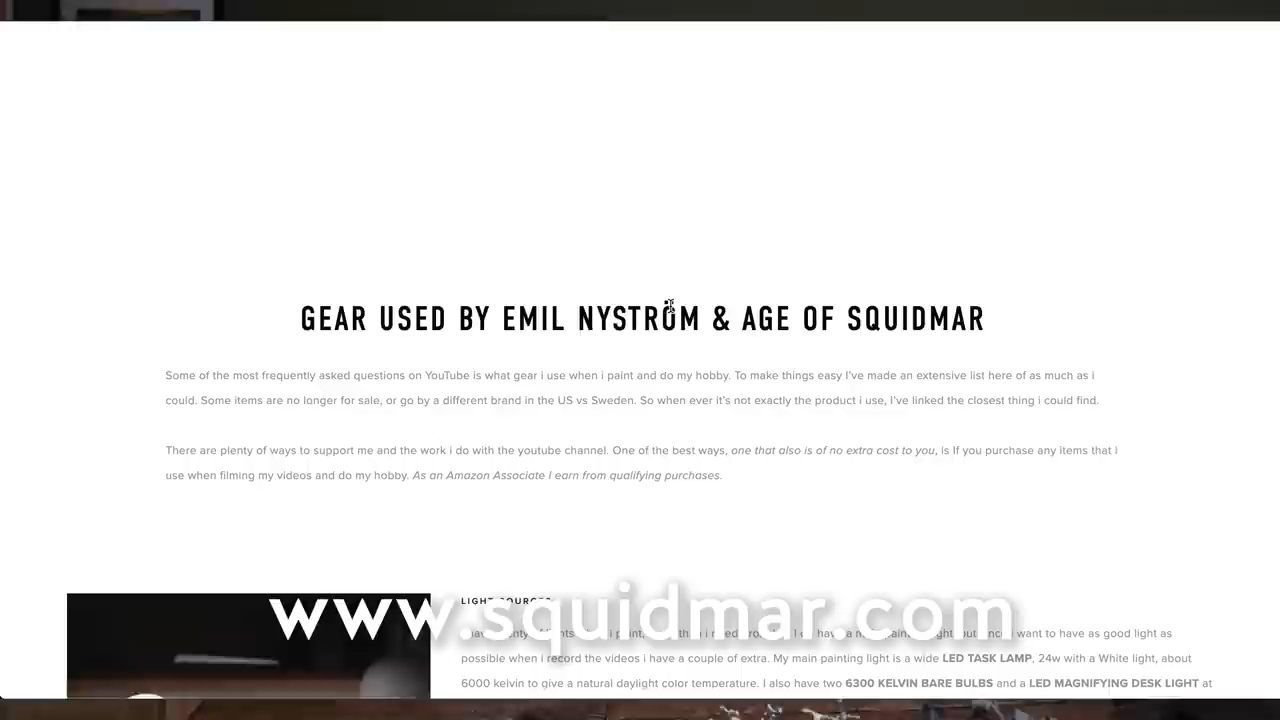 GEAR USED BY EMIL NYSTRÖM & AGE OF SQUIDMAR
Some of the most frequently asked questions on YouTube is what gear i use when i paint and do my hobby. To make things easy I've made an extensive list here of as much as i
could. Some items are no longer for sale, or go by a different brand in the US vs Sweden. So when ever it's not exactly the product i use, I've linked the closest thing i could find.
There are plenty of ways to support me and the work i do with the youtube channel. One of the best ways, one that also is of no extra cost to you, is If you purchase any items that i
use when filming my videos and do my hobby. As an Amazon Associate I earn from qualifying purchases.
LIGHT SOURCES
www.squidmar.com
i want to have as good light as
possible when i record the videos i have a couple of extra. My main painting light is a wide LED TASK LAMP, 24w with a White light, about
6000 kelvin to give a natural daylight color temperature. I also have two 6300 KELVIN BARE BULBS and a LED MAGNIFYING DESK LIGHT at